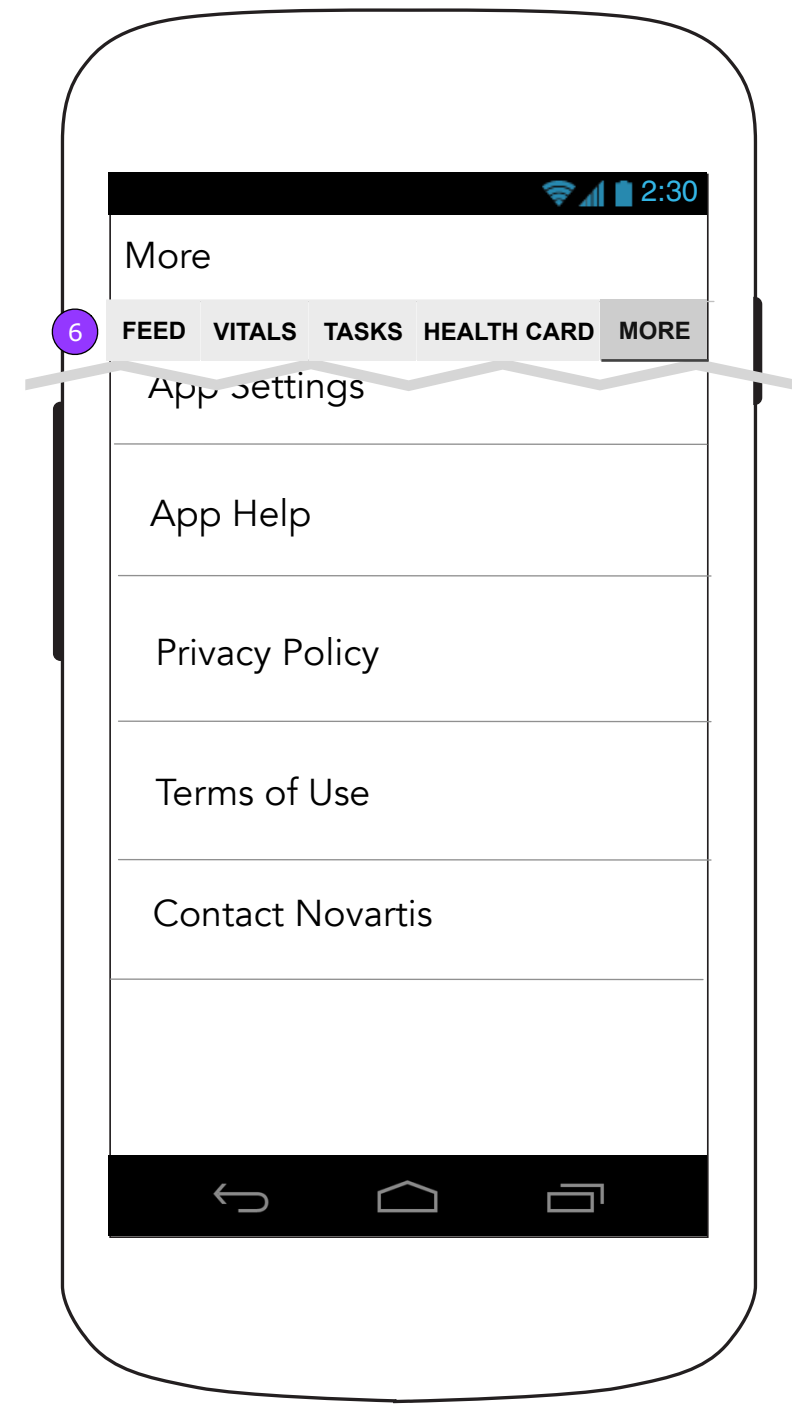 2:30
More
6
FEED VITALS TASKS HEALTH CARD MORE
App Settings
App Help
Privacy Policy
Terms of Use
Contact Novartis